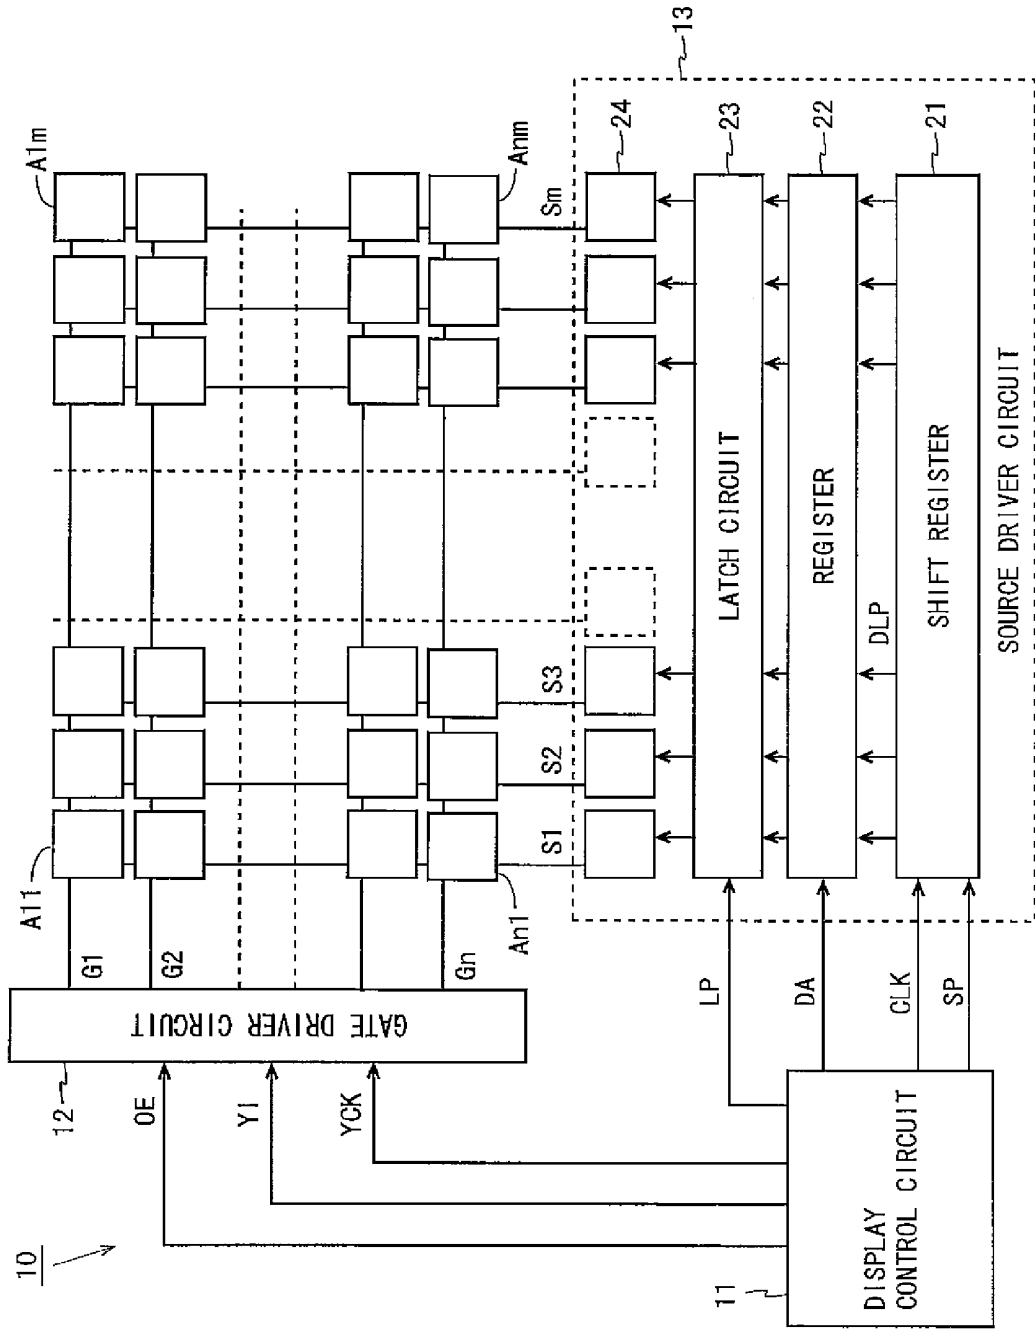 10
11
DISPLAY
CONTROL CIRCUIT
12
GATE DRIVER CIRCUIT
OE
YI
YCK
LP
DA
CLK
SP
G1
G2
Gn
A11
A1m
An1
Anm
S1
S2
S3
Sm
13
24
LATCH CIRCUIT
23
REGISTER
22
DLP
SHIFT REGISTER
21
SOURCE DRIVER CIRCUIT